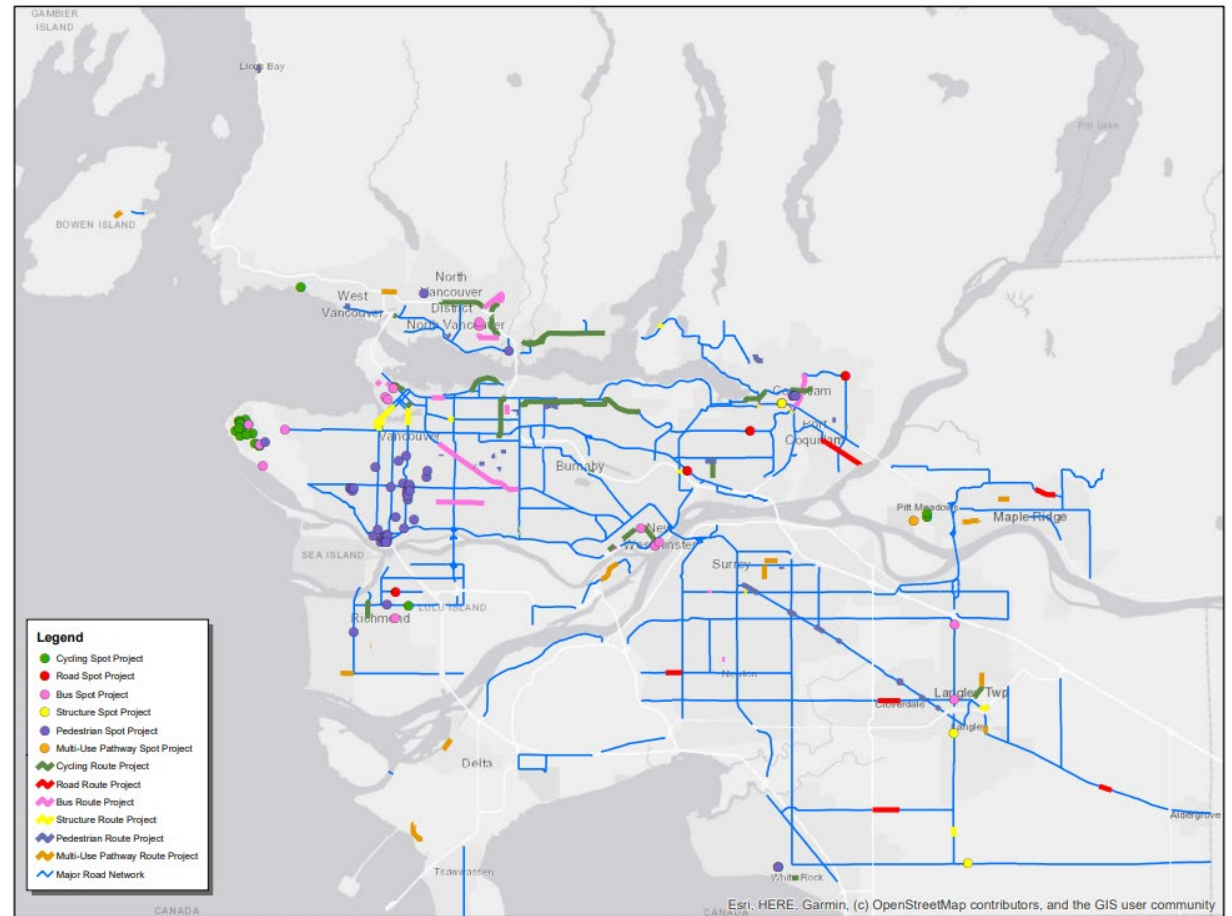 GAMBIER
ISLAND
Lions Bay
Pitt Lake
BOWEN ISLAND
North
Vancouver
District
West
Vancouver
North Vancouver
Coquitlam
Port
Coquitlam
Vancouver
Burnaby
Pitt Meadows
Maple Ridge
New
Westminster
SEA ISLAND
Surrey
LULU ISLAND
Richmond
Newton
Langley Twp
Cloverdale
Langley
Delta
Aldergrove
Tsawwassen
White Rock
CANADA
CANADA
Legend
Cycling Spot Project
Road Spot Project
Bus Spot Project
Structure Spot Project
Pedestrian Spot Project
Multi-Use Pathway Spot Project
Cycling Route Project
Road Route Project
Bus Route Project
Structure Route Project
Pedestrian Route Project
Multi-Use Pathway Route Project
Major Road Network
Esri, HERE, Garmin, (c) OpenStreetMap contributors, and the GIS user community